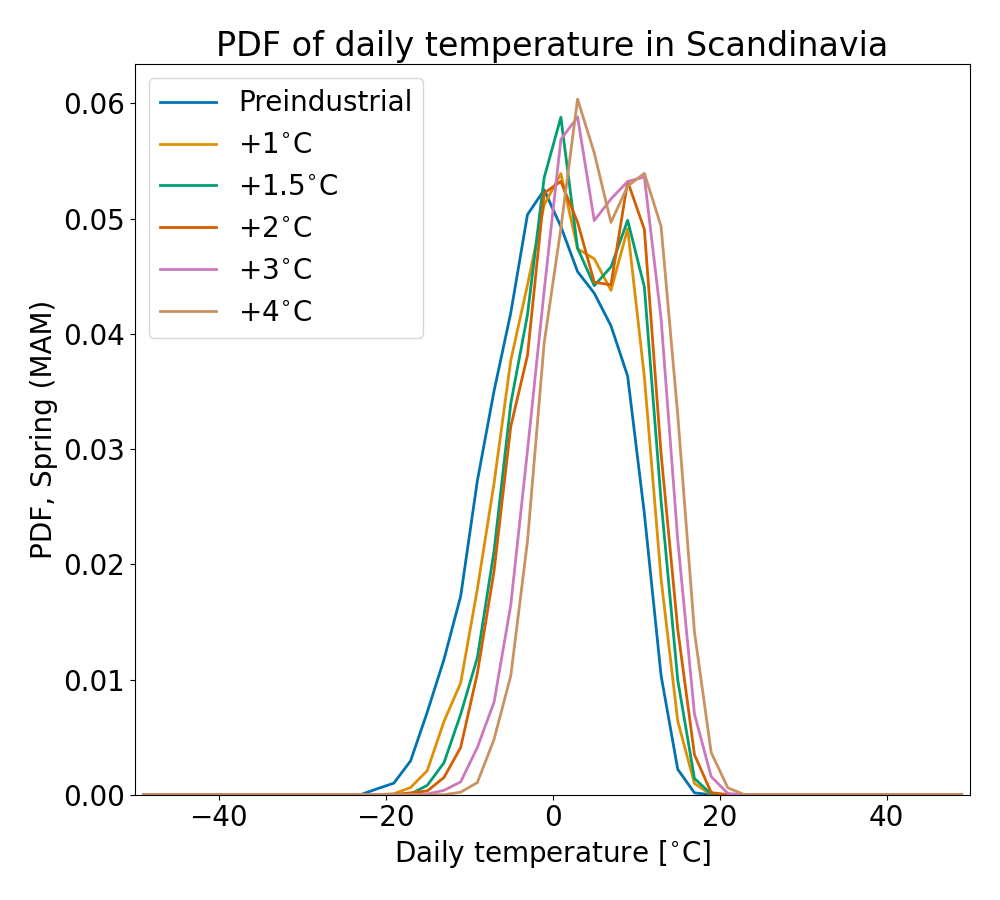 PDF of daily temperature in Scandinavia
Preindustrial
+1°C
+1.5°C
+2°C
+3°C
+4°C
PDF, Spring (MAM)
0.06
0.05
0.04
0.03
0.02
0.01
0.00
−40
−20
0
20
40
Daily temperature [°C]